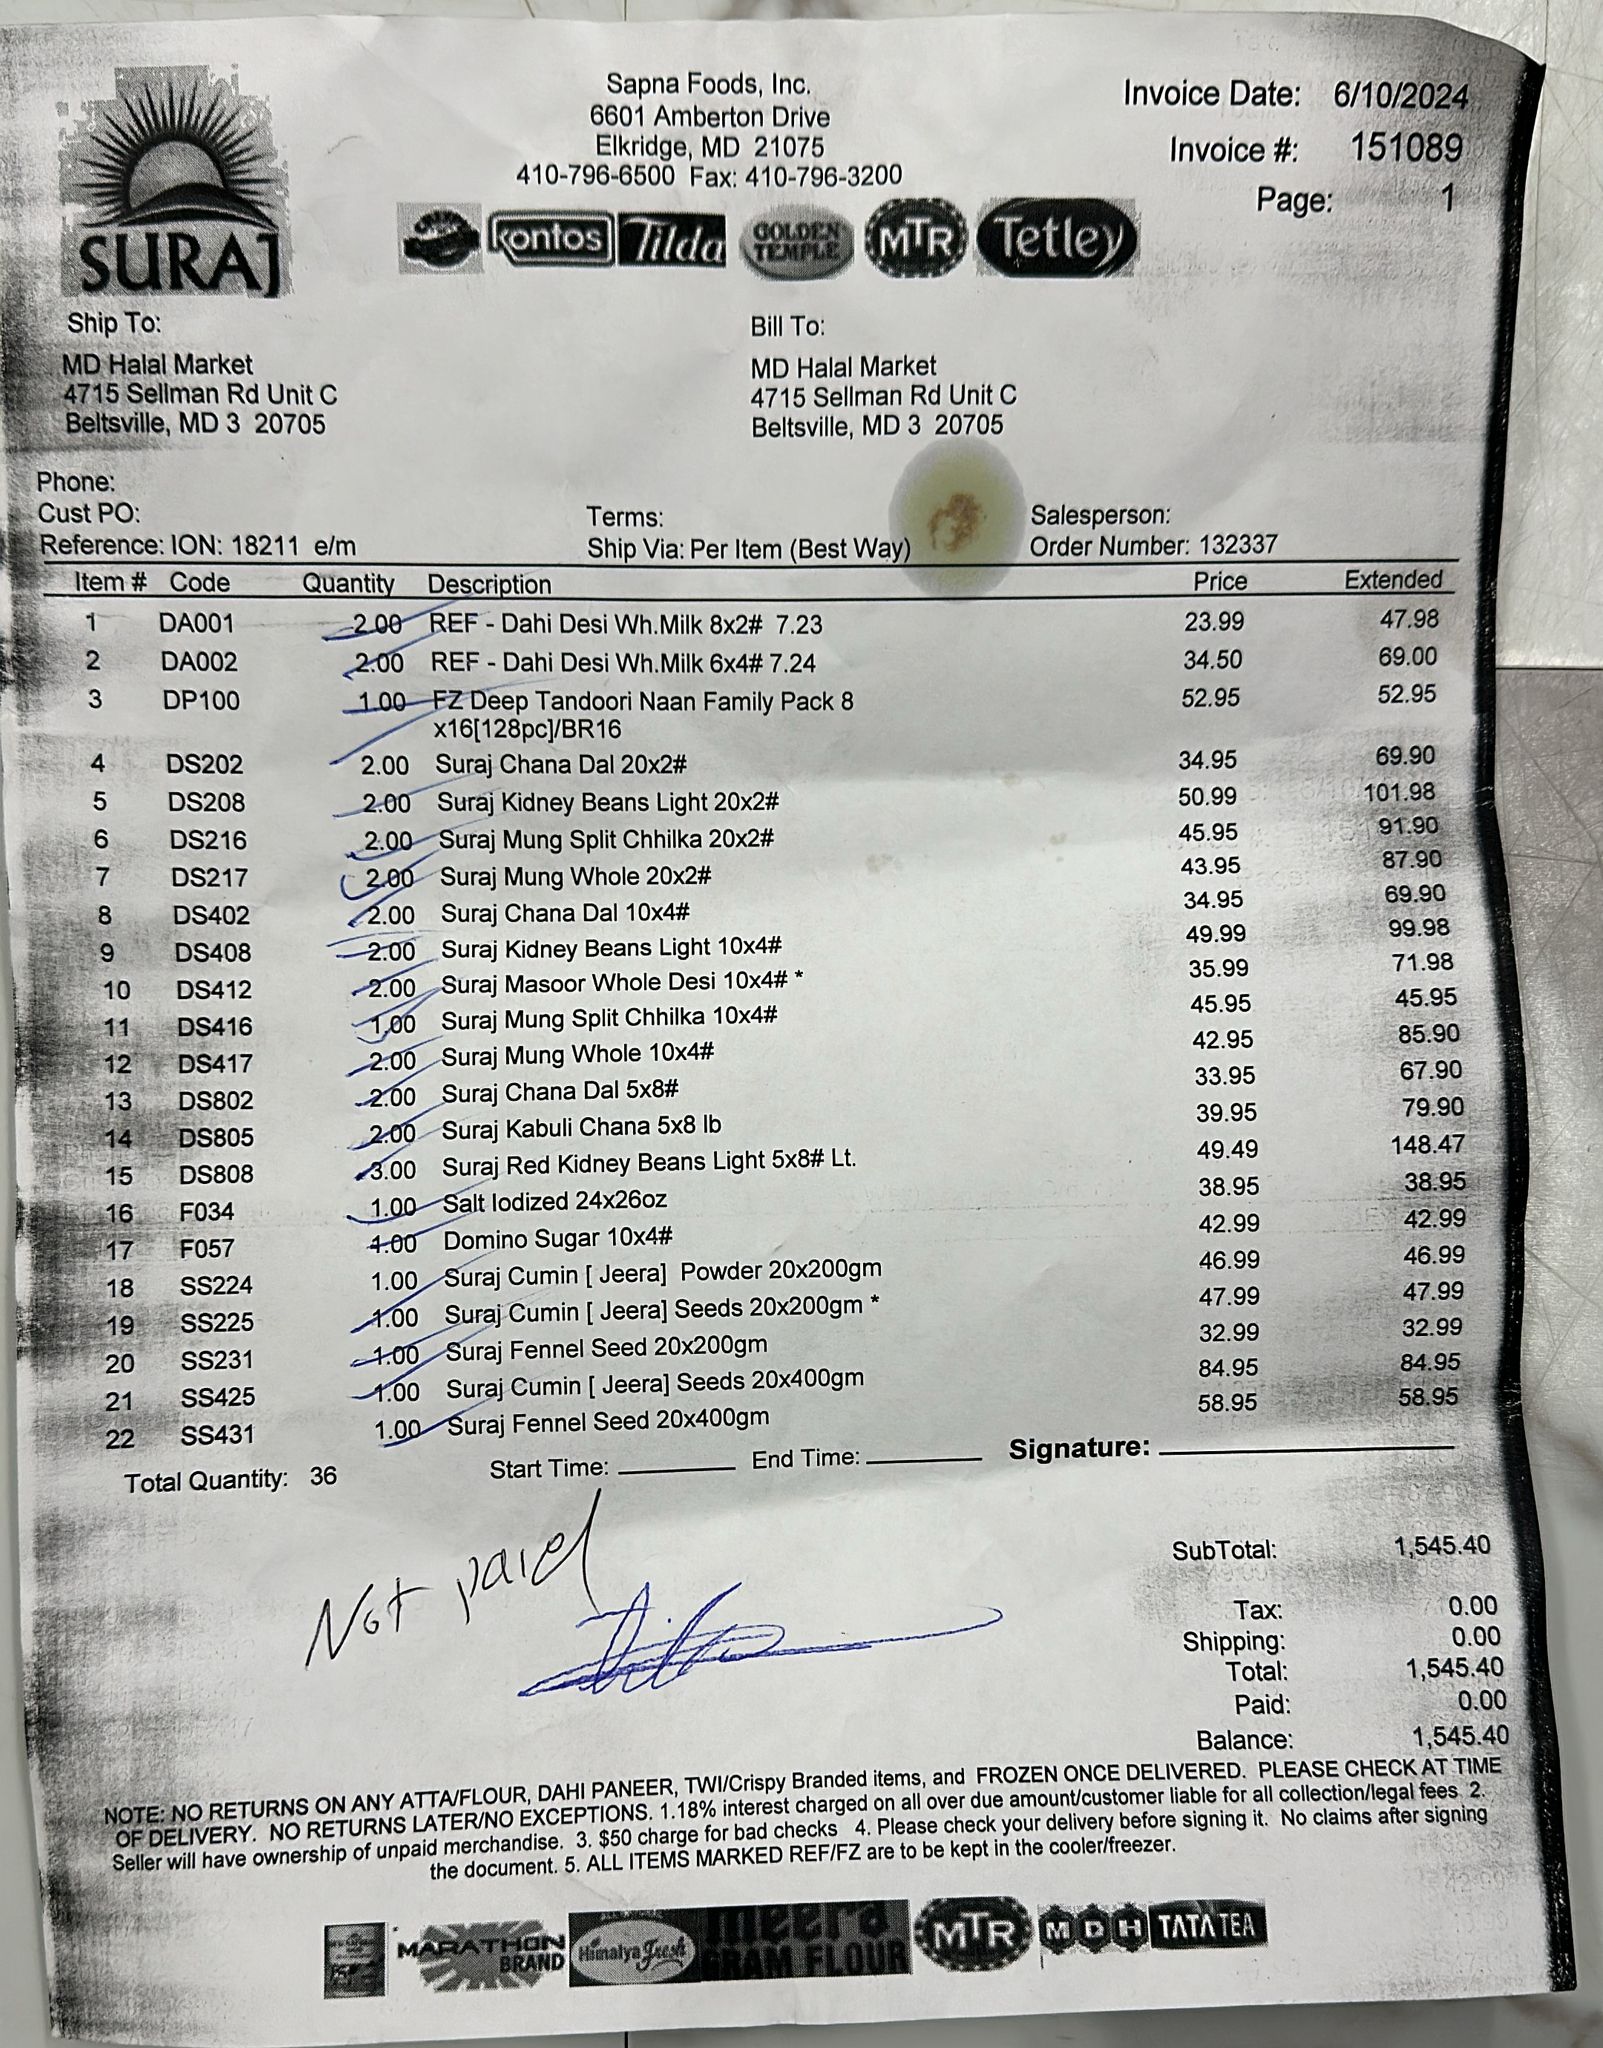 Sapna Foods, Inc.
6601 Amberton Drive
Elkridge, MD 21075
410-796-6500 Fax: 410-796-3200
Invoice Date: 6/10/2024
Invoice #: 151089
Page: 1
SURAJ
kontos Tilda GOLDEN TEMPLE MTR Tetley
Ship To:
MD Halal Market
4715 Sellman Rd Unit C
Beltsville, MD 3 20705
Bill To:
MD Halal Market
4715 Sellman Rd Unit C
Beltsville, MD 3 20705
Phone:
Cust PO: Terms: Salesperson:
Reference: ION: 18211 e/m Ship Via: Per Item (Best Way) Order Number: 132337
Item # Code Quantity Description Price Extended
1 DA001 2.00 REF - Dahi Desi Wh.Milk 8x2# 7.23 23.99 47.98
2 DA002 2.00 REF - Dahi Desi Wh.Milk 6x4# 7.24 34.50 69.00
3 DP100 1.00 FZ Deep Tandoori Naan Family Pack 8 52.95 52.95
x16[128pc]/BR16
4 DS202 2.00 Suraj Chana Dal 20x2# 34.95 69.90
5 DS208 2.00 Suraj Kidney Beans Light 20x2# 50.99 101.98
6 DS216 2.00 Suraj Mung Split Chhilka 20x2# 45.95 91.90
7 DS217 2.00 Suraj Mung Whole 20x2# 43.95 87.90
8 DS402 2.00 Suraj Chana Dal 10x4# 34.95 69.90
9 DS408 2.00 Suraj Kidney Beans Light 10x4# 49.99 99.98
10 DS412 2.00 Suraj Masoor Whole Desi 10x4# * 35.99 71.98
11 DS416 1.00 Suraj Mung Split Chhilka 10x4# 45.95 45.95
12 DS417 2.00 Suraj Mung Whole 10x4# 42.95 85.90
13 DS802 2.00 Suraj Chana Dal 5x8# 33.95 67.90
14 DS805 2.00 Suraj Kabuli Chana 5x8 lb 39.95 79.90
15 DS808 3.00 Suraj Red Kidney Beans Light 5x8# Lt. 49.49 148.47
16 F034 1.00 Salt Iodized 24x26oz 38.95 38.95
17 F057 1.00 Domino Sugar 10x4# 42.99 42.99
18 SS224 1.00 Suraj Cumin [ Jeera] Powder 20x200gm 46.99 46.99
19 SS225 1.00 Suraj Cumin [ Jeera] Seeds 20x200gm * 47.99 47.99
20 SS231 1.00 Suraj Fennel Seed 20x200gm 32.99 32.99
21 SS425 1.00 Suraj Cumin [ Jeera] Seeds 20x400gm 84.95 84.95
22 SS431 1.00 Suraj Fennel Seed 20x400gm 58.95 58.95
Total Quantity: 36 Start Time: End Time: Signature:
Not paid
SubTotal: 1,545.40
Tax: 0.00
Shipping: 0.00
Total: 1,545.40
Paid: 0.00
Balance: 1,545.40
NOTE: NO RETURNS ON ANY ATTA/FLOUR, DAHI PANEER, TWI/Crispy Branded items, and FROZEN ONCE DELIVERED. PLEASE CHECK AT TIME
OF DELIVERY. NO RETURNS LATER/NO EXCEPTIONS. 1.18% interest charged on all over due amount/customer liable for all collection/legal fees 2.
Seller will have ownership of unpaid merchandise. 3. $50 charge for bad checks 4. Please check your delivery before signing it. No claims after signing
the document. 5. ALL ITEMS MARKED REF/FZ are to be kept in the cooler/freezer.
MARATHON BRAND Himalya Fresh meera GRAM FLOUR MTR MDH TATA TEA